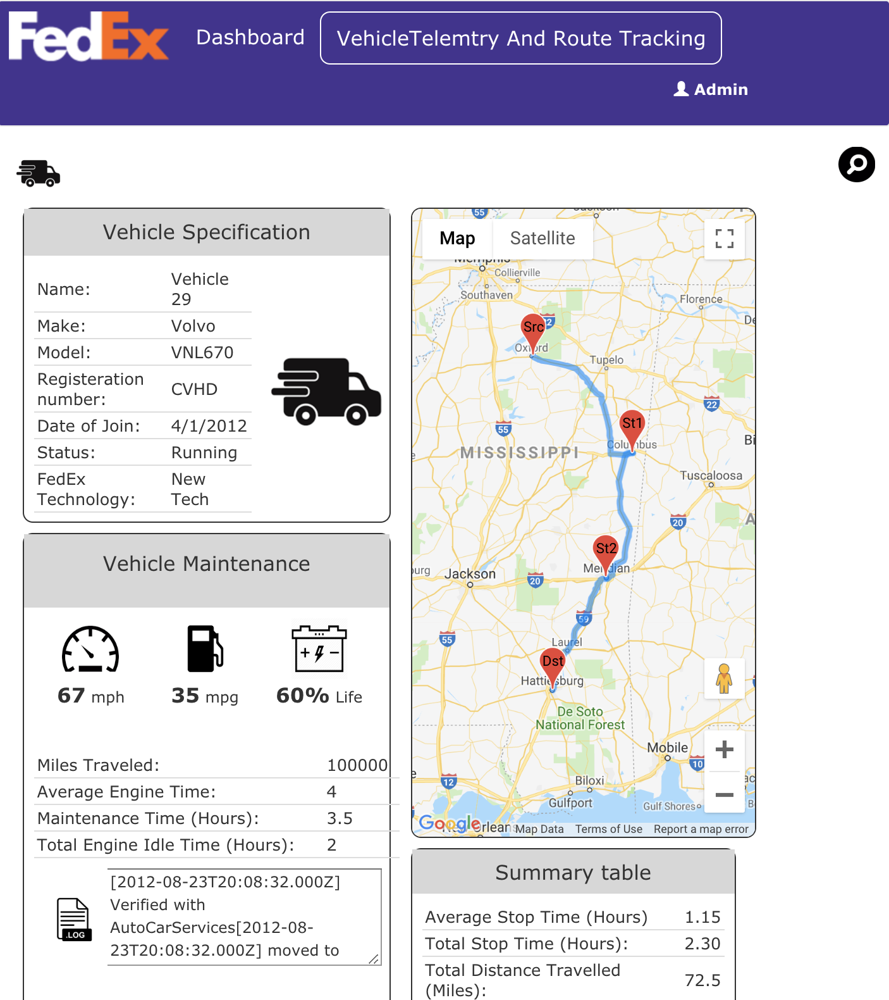 FedEx
Dashboard
VehicleTelemtry And Route Tracking
Admin
Vehicle Specification
Name: Vehicle 29
Make: Volvo
Model: VNL670
Registeration number: CVHD
Date of Join: 4/1/2012
Status: Running
FedEx Technology: New Tech
Vehicle Maintenance
67 mph
35 mpg
60% Life
Miles Traveled: 100000
Average Engine Time: 4
Maintenance Time (Hours): 3.5
Total Engine Idle Time (Hours): 2
.LOG
[2012-08-23T20:08:32.000Z]
Verified with
AutoCarServices[2012-08-
23T20:08:32.000Z] moved to
Map
Satellite
55
Jackson
Memphis
Collierville
Southaven
Florence
Src
Oxford
Tupelo
22
55
St1
Columbus
MISSISSIPPI
Tuscaloosa
20
St2
Meridian
Jackson
20
59
55
Laurel
Dst
Hattiesburg
De Soto
National Forest
Mobile
10
12
Biloxi
Gulfport
Gulf Shores
Google
Map Data
Terms of Use
Report a map error
Summary table
Average Stop Time (Hours) 1.15
Total Stop Time (Hours): 2.30
Total Distance Travelled (Miles): 72.5